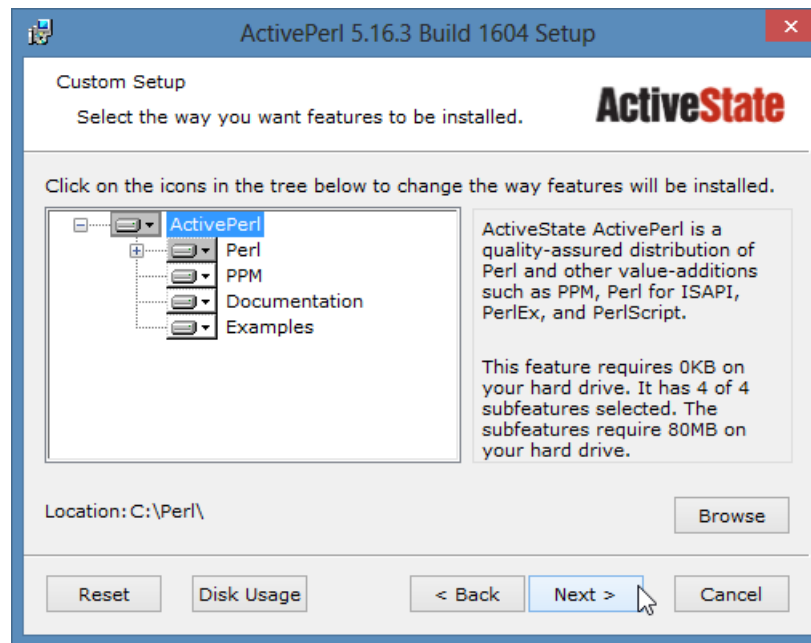 ActivePerl 5.16.3 Build 1604 Setup
Custom Setup
Select the way you want features to be installed.
ActiveState
Click on the icons in the tree below to change the way features will be installed.
ActivePerl
Perl
PPM
Documentation
Examples
ActiveState ActivePerl is a
quality-assured distribution of
Perl and other value-additions
such as PPM, Perl for ISAPI,
PerlEx, and PerlScript.
This feature requires 0KB on
your hard drive. It has 4 of 4
subfeatures selected. The
subfeatures require 80MB on
your hard drive.
Location: C:\Perl\
Browse
Reset
Disk Usage
< Back
Next >
Cancel